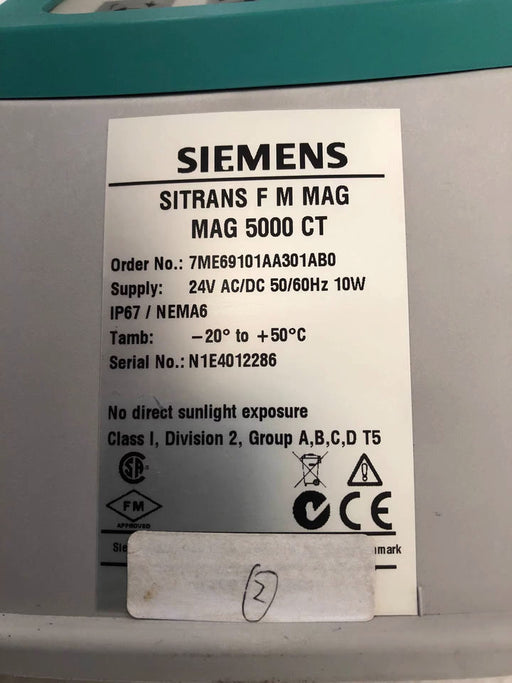 SIEMENS
SITRANS F M MAG
MAG 5000 CT
Order No.: 7ME69101AA301AB0
Supply: 24V AC/DC 50/60Hz 10W
IP67 / NEMA6
Tamb: −20° to +50°C
Serial No.: N1E4012286
No direct sunlight exposure
Class I, Division 2, Group A,B,C,D T5
FM
APPROVED
CE